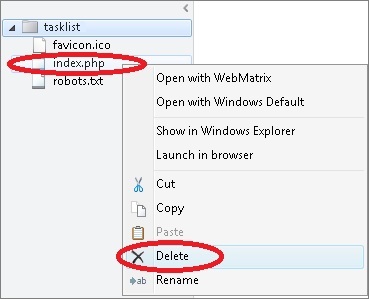 tasklist
favicon.ico
index.php
robots.txt
Open with WebMatrix
Open with Windows Default
Show in Windows Explorer
Launch in browser
Cut
Copy
Paste
Delete
ab Rename